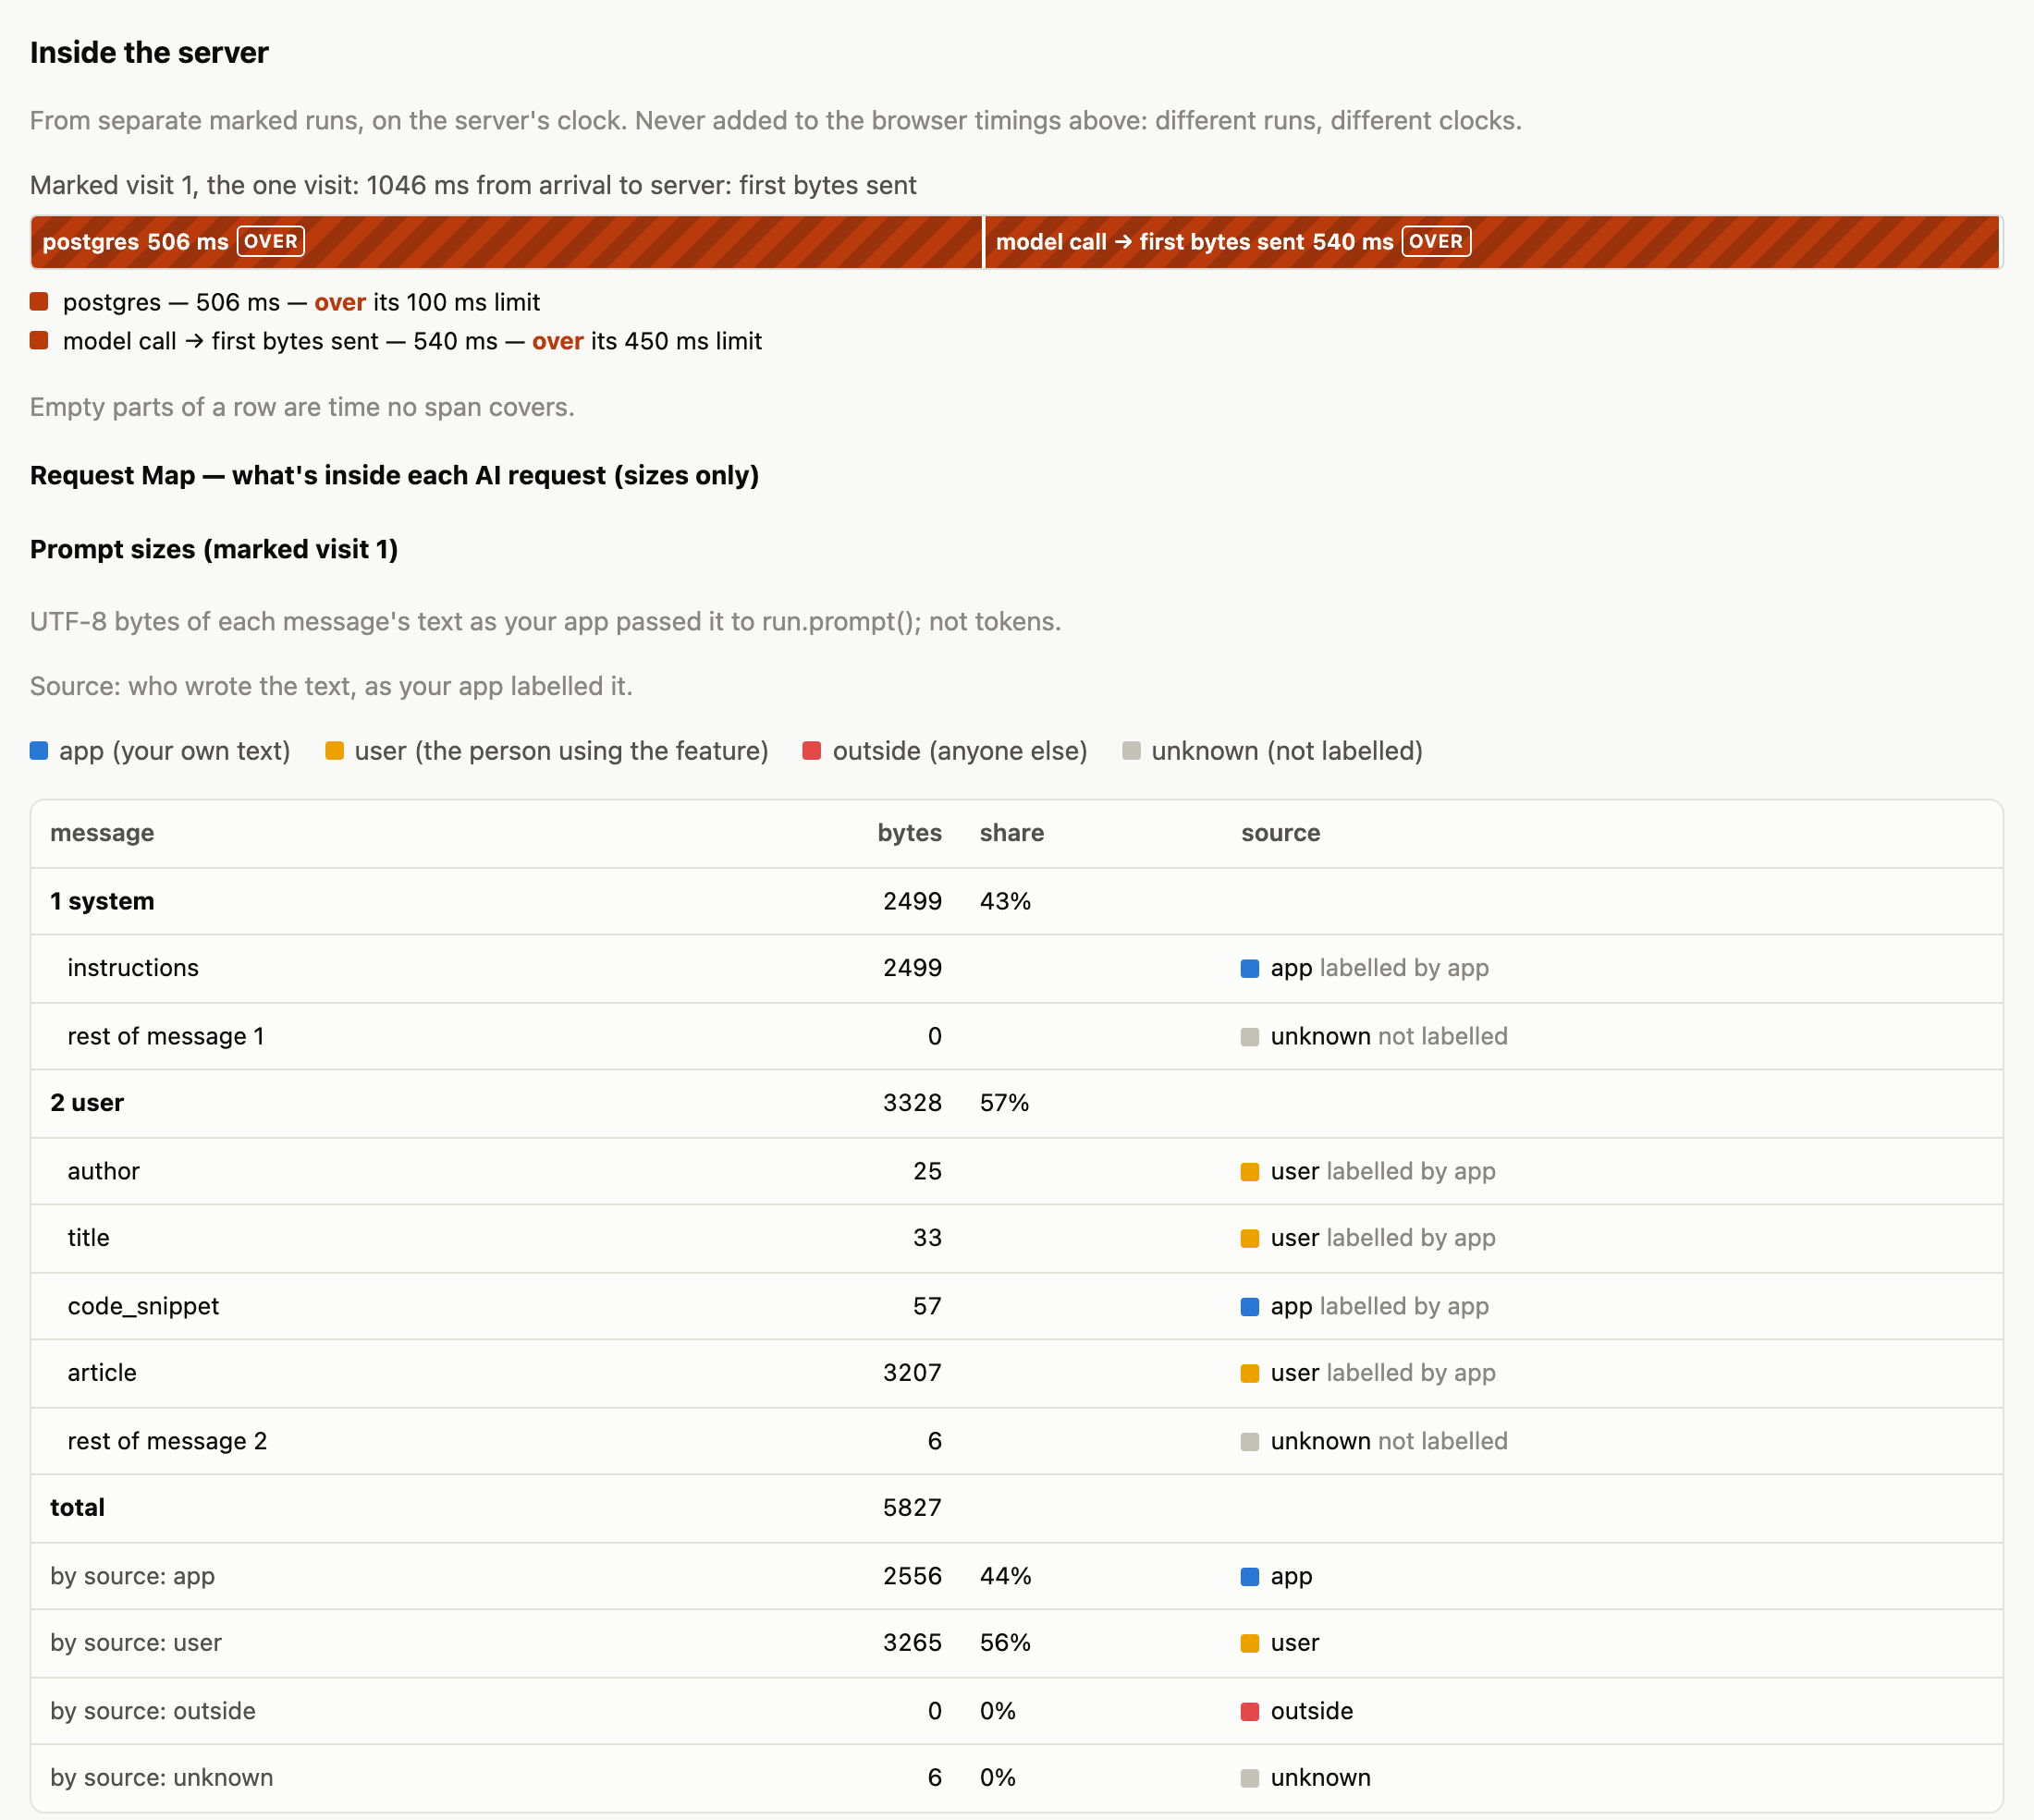 Inside the server
From separate marked runs, on the server's clock. Never added to the browser timings above: different runs, different clocks.
Marked visit 1, the one visit: 1046 ms from arrival to server: first bytes sent
postgres 506 ms OVER model call → first bytes sent 540 ms OVER
postgres — 506 ms — over its 100 ms limit
model call → first bytes sent — 540 ms — over its 450 ms limit
Empty parts of a row are time no span covers.
Request Map — what's inside each AI request (sizes only)
Prompt sizes (marked visit 1)
UTF-8 bytes of each message's text as your app passed it to run.prompt(); not tokens.
Source: who wrote the text, as your app labelled it.
app (your own text) user (the person using the feature) outside (anyone else) unknown (not labelled)
message bytes share source
1 system 2499 43%
instructions 2499 app labelled by app
rest of message 1 0 unknown not labelled
2 user 3328 57%
author 25 user labelled by app
title 33 user labelled by app
code_snippet 57 app labelled by app
article 3207 user labelled by app
rest of message 2 6 unknown not labelled
total 5827
by source: app 2556 44% app
by source: user 3265 56% user
by source: outside 0 0% outside
by source: unknown 6 0% unknown